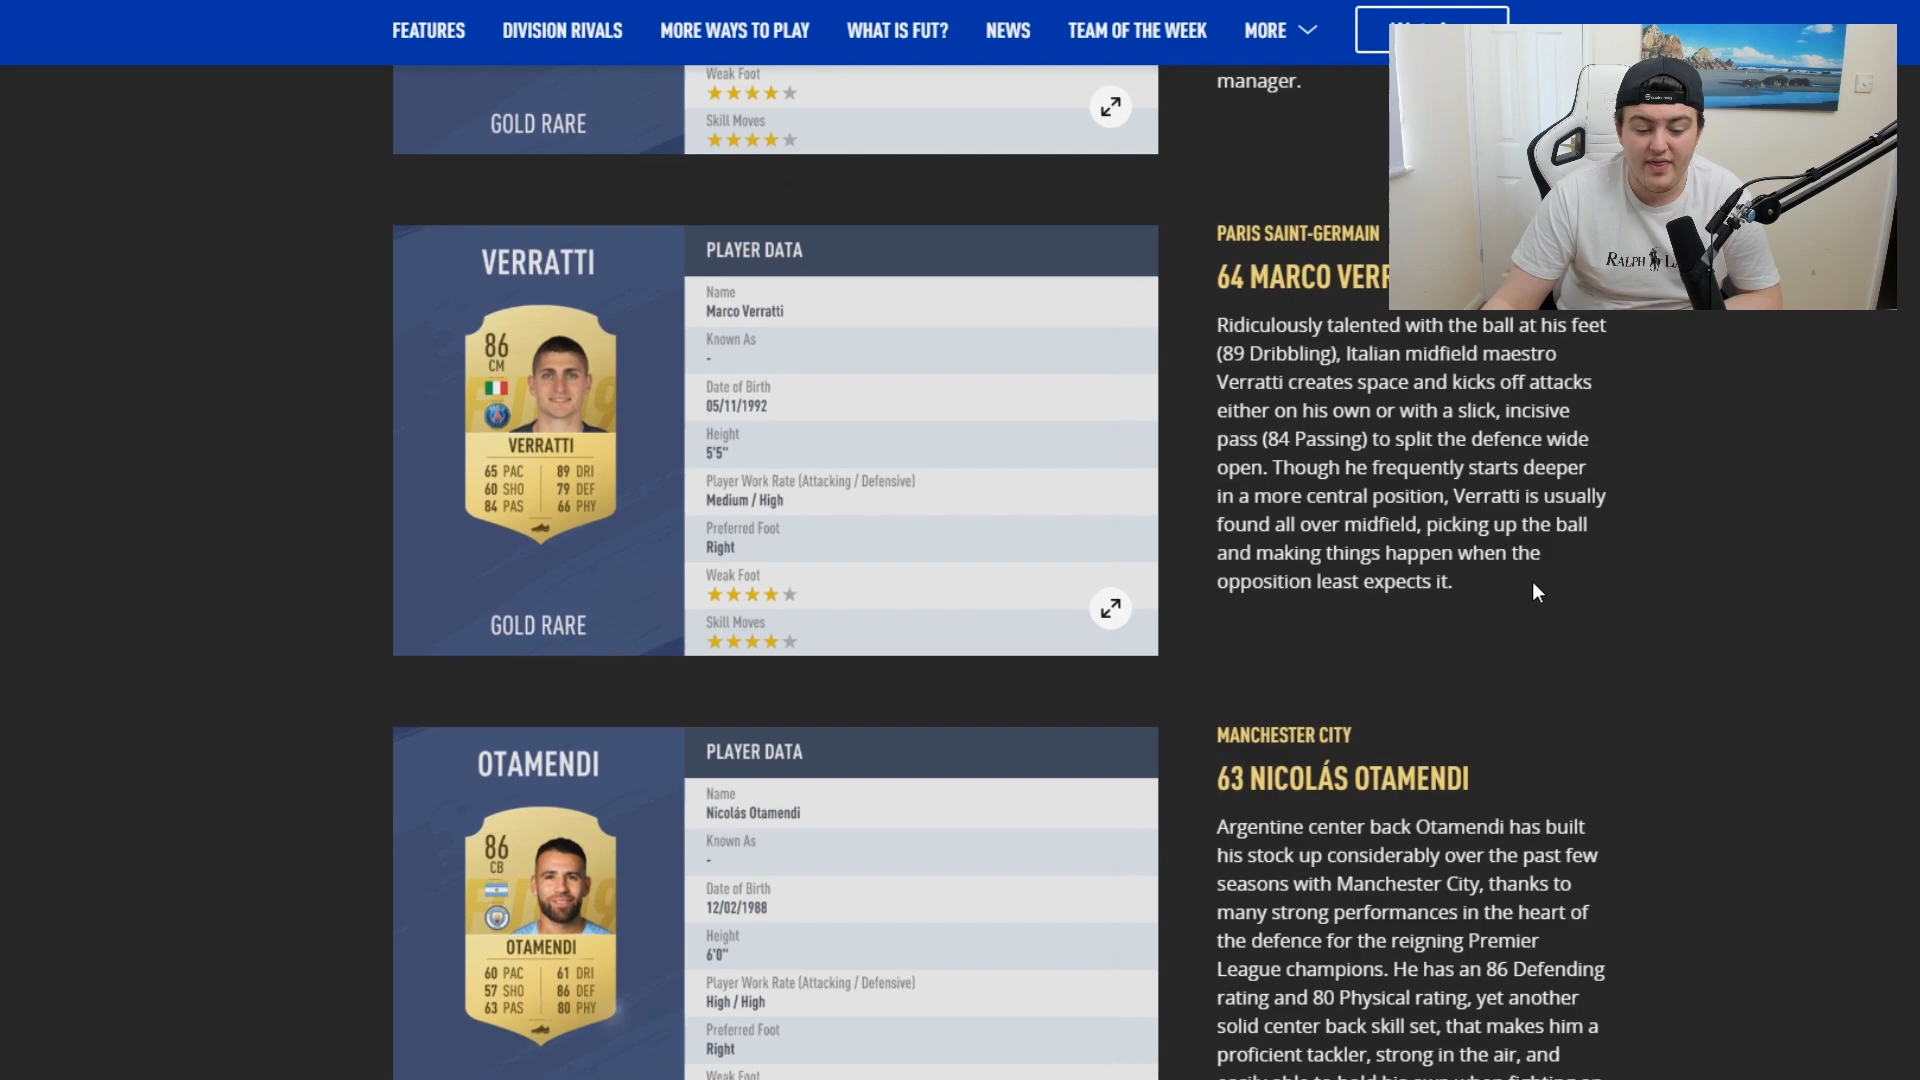 FEATURES DIVISION RIVALS MORE WAYS TO PLAY WHAT IS FUT? NEWS TEAM OF THE WEEK MORE
Weak Foot
Skill Moves
GOLD RARE
manager.
VERRATTI
86
CM
VERRATTI
65 PAC 89 DRI
60 SHO 79 DEF
84 PAS 66 PHY
GOLD RARE
PLAYER DATA
Name
Marco Verratti
Known As
-
Date of Birth
05/11/1992
Height
5'5"
Player Work Rate (Attacking / Defensive)
Medium / High
Preferred Foot
Right
Weak Foot
Skill Moves
PARIS SAINT-GERMAIN
64 MARCO VERR
Ridiculously talented with the ball at his feet
(89 Dribbling), Italian midfield maestro
Verratti creates space and kicks off attacks
either on his own or with a slick, incisive
pass (84 Passing) to split the defence wide
open. Though he frequently starts deeper
in a more central position, Verratti is usually
found all over midfield, picking up the ball
and making things happen when the
opposition least expects it.
RALPH LA
OTAMENDI
86
CB
OTAMENDI
60 PAC 61 DRI
57 SHO 86 DEF
63 PAS 80 PHY
PLAYER DATA
Name
Nicolás Otamendi
Known As
-
Date of Birth
12/02/1988
Height
6'0"
Player Work Rate (Attacking / Defensive)
High / High
Preferred Foot
Right
Weak Foot
MANCHESTER CITY
63 NICOLÁS OTAMENDI
Argentine center back Otamendi has built
his stock up considerably over the past few
seasons with Manchester City, thanks to
many strong performances in the heart of
the defence for the reigning Premier
League champions. He has an 86 Defending
rating and 80 Physical rating, yet another
solid center back skill set, that makes him a
proficient tackler, strong in the air, and